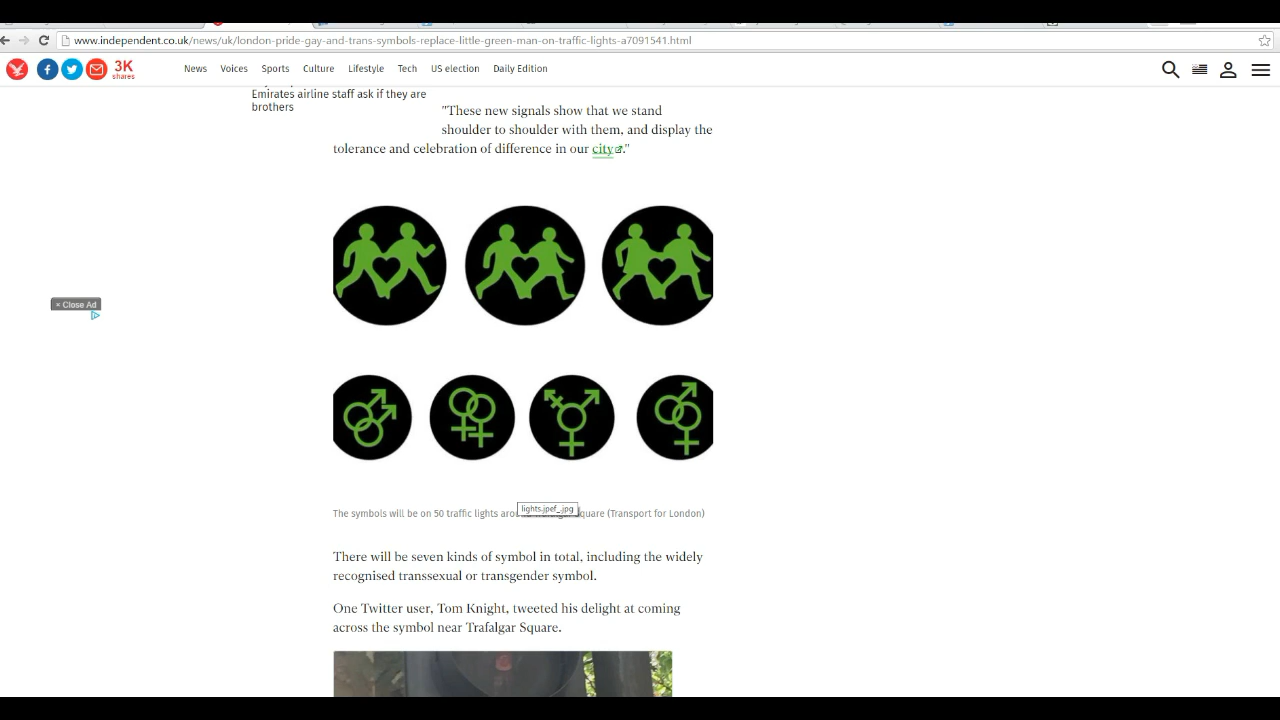 www.independent.co.uk/news/uk/london-pride-gay-and-trans-symbols-replace-little-green-man-on-traffic-lights-a7091541.html
3K
shares
News Voices Sports Culture Lifestyle Tech US election Daily Edition
Emirates airline staff ask if they are
brothers
"These new signals show that we stand
shoulder to shoulder with them, and display the
tolerance and celebration of difference in our city."
× Close Ad
lights.jpef_.jpg
The symbols will be on 50 traffic lights (Transport for London)
There will be seven kinds of symbol in total, including the widely
recognised transsexual or transgender symbol.
One Twitter user, Tom Knight, tweeted his delight at coming
across the symbol near Trafalgar Square.